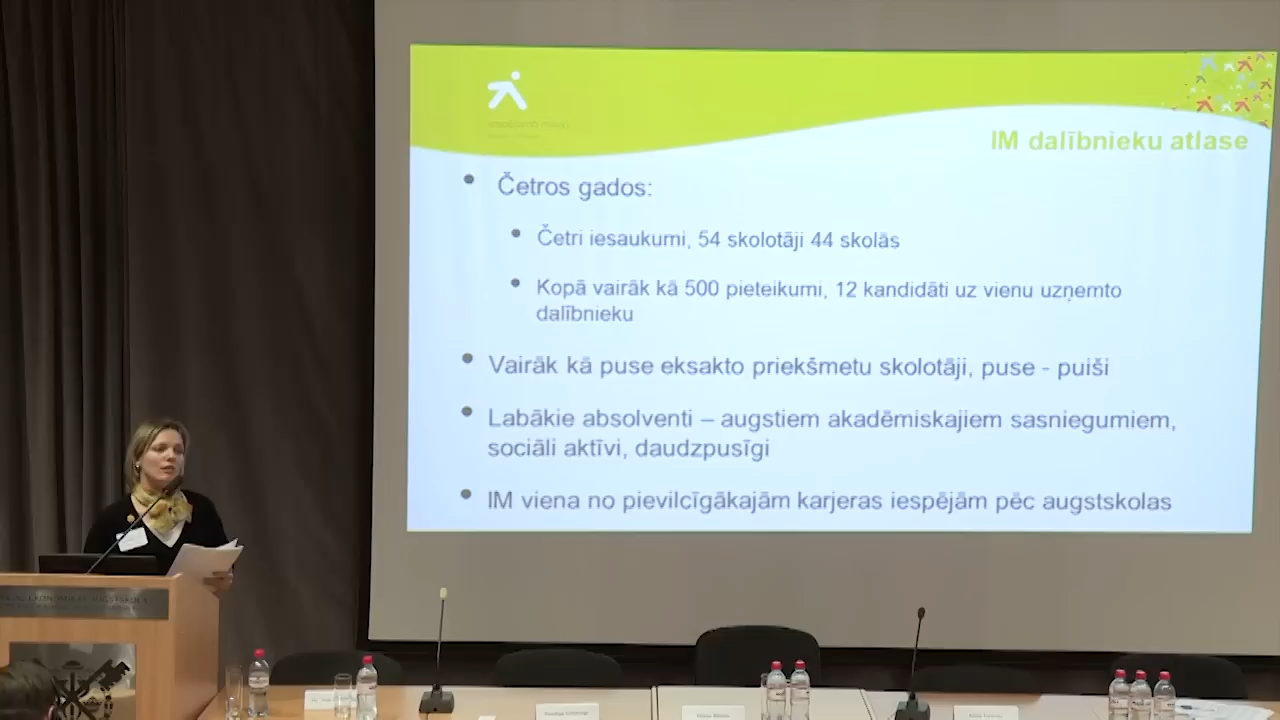 IM dalībnieku atlase
Četros gados:
Četri iesaukumi, 54 skolotāji 44 skolās
Kopā vairāk kā 500 pieteikumi, 12 kandidāti uz vienu uzņemto
dalībnieku
Vairāk kā puse eksakto priekšmetu skolotāji, puse - puiši
Labākie absolventi – augstiem akadēmiskajiem sasniegumiem,
sociāli aktīvi, daudzpusīgi
IM viena no pievilcīgākajām karjeras iespējām pēc augstskolas